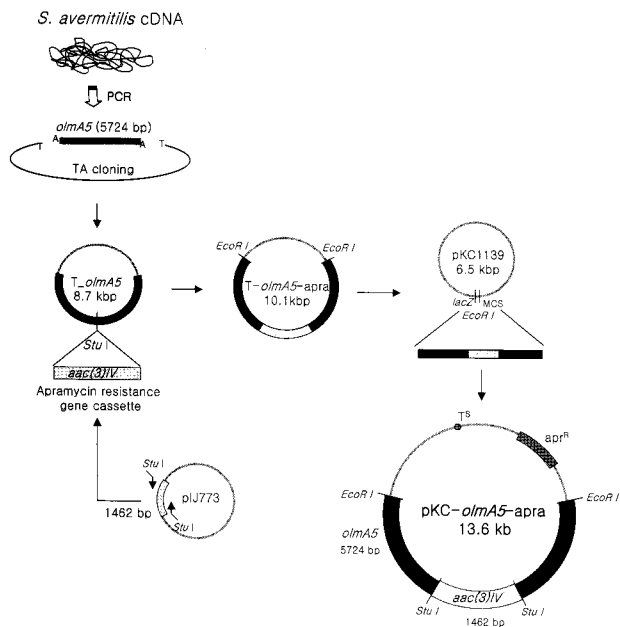 S. avermitilis cDNA
PCR
olmA5 (5724 bp)
T A A T
TA cloning
T_olmA5
8.7 kbp
Stu I
aac(3)IV
Apramycin resistance
gene cassette
Stu I
pIJ773
1462 bp
Stu I
EcoR I
EcoR I
T-olmA5-apra
10.1kbp
pKC1139
6.5 kbp
lacZ
MCS
EcoR I
TS
aprR
EcoR I
EcoR I
olmA5
5724 bp
pKC-olmA5-apra
13.6 kb
aac(3)IV
Stu I
Stu I
1462 bp